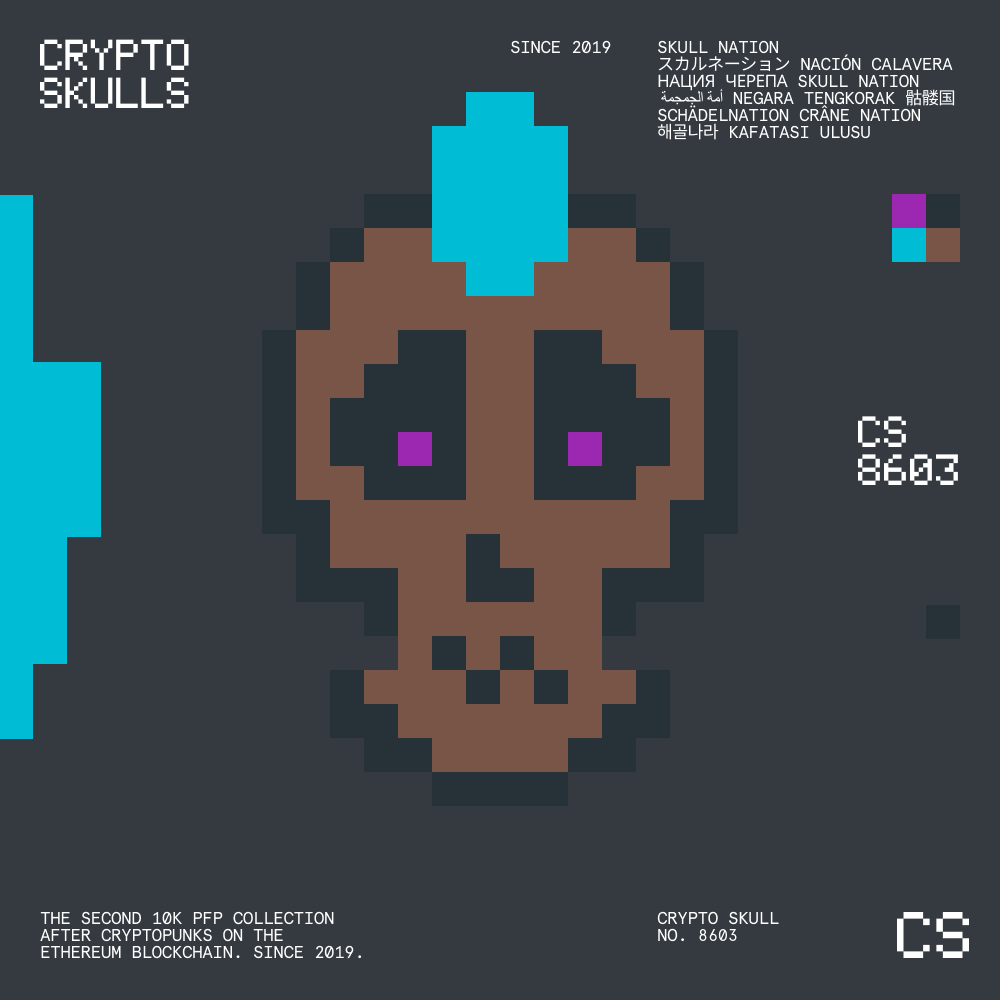 CRYPTO
SKULLS
SINCE 2019
SKULL NATION
スカルネーション NACIÓN CALAVERA
НАЦИЯ ЧЕРЕПА SKULL NATION
أمة الجمجمة NEGARA TENGKORAK 骷髅国
SCHÄDELNATION CRÂNE NATION
해골나라 KAFATASI ULUSU
CS
8603
THE SECOND 10K PFP COLLECTION
AFTER CRYPTOPUNKS ON THE
ETHEREUM BLOCKCHAIN. SINCE 2019.
CRYPTO SKULL
NO. 8603
CS